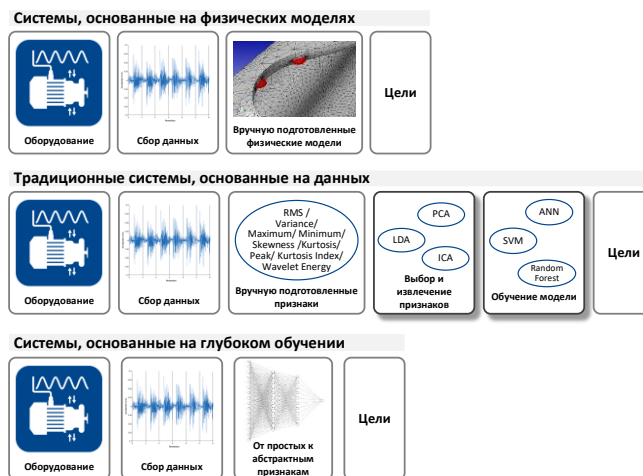 Системы, основанные на физических моделях
Оборудование
Сбор данных
Вручную подготовленные
физические модели
Цели
Традиционные системы, основанные на данных
Оборудование
Сбор данных
RMS /
Variance/
Maximum/ Minimum/
Skewness /Kurtosis/
Peak/ Kurtosis Index/
Wavelet Energy
Вручную подготовленные
признаки
PCA
LDA
ICA
Выбор и
извлечение
признаков
ANN
SVM
Random
Forest
Обучение модели
Цели
Системы, основанные на глубоком обучении
Оборудование
Сбор данных
От простых к
абстрактным
признакам
Цели